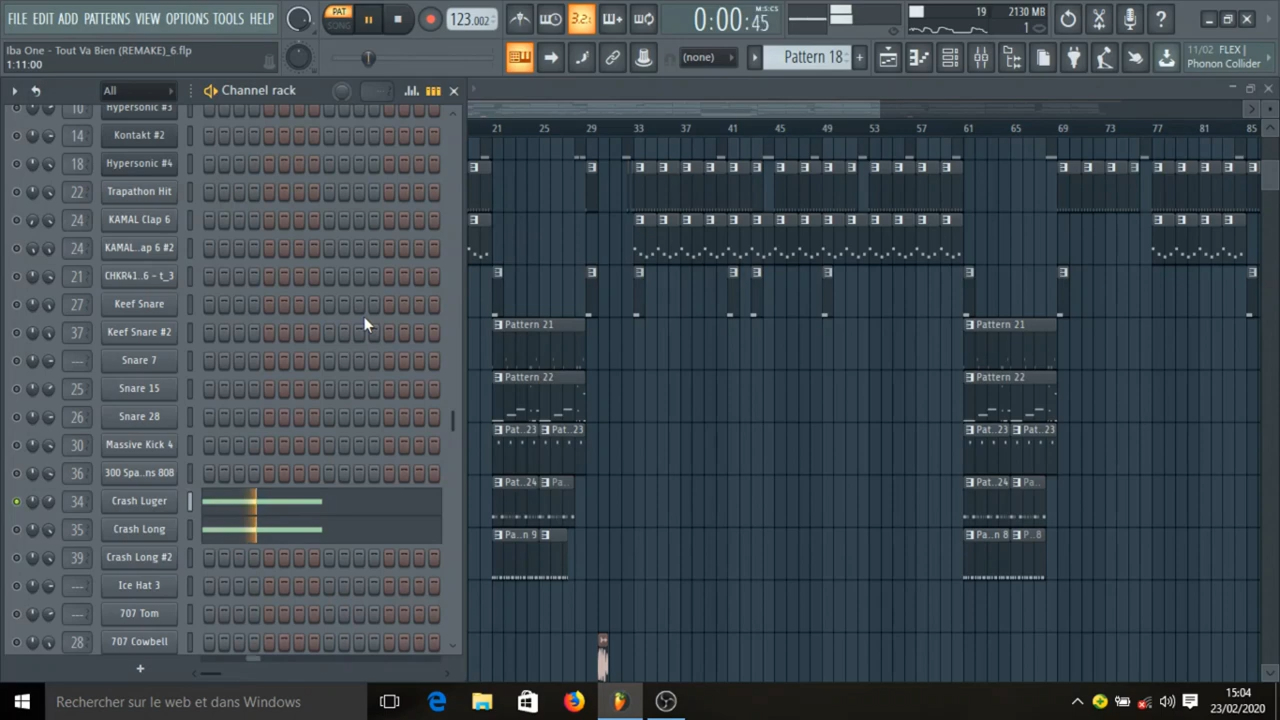 FILE EDIT ADD PATTERNS VIEW OPTIONS TOOLS HELP
PAT
SONG
123.002
3.2
0:00:45
M:S:CS
19
2130 MB
1
Iba One - Tout Va Bien (REMAKE)_6.flp
1:11:00
(none)
Pattern 18
11/02 FLEX |
Phonon Collider
All
Channel rack
10 Hypersonic #3
14 Kontakt #2
18 Hypersonic #4
22 Trapathon Hit
24 KAMAL Clap 6
24 KAMAL..ap 6 #2
21 CHKR41..6 - t_3
27 Keef Snare
37 Keef Snare #2
--- Snare 7
25 Snare 15
26 Snare 28
30 Massive Kick 4
36 300 Spa..ns 808
34 Crash Luger
35 Crash Long
39 Crash Long #2
--- Ice Hat 3
--- 707 Tom
28 707 Cowbell
21 25 29 33 37 41 45 49 53 57 61 65 69 73 77 81 85
Pattern 21 Pattern 21
Pattern 22 Pattern 22
Pat..23 Pat..23 Pat..23 Pat..23
Pat..24 Pa.. Pat..24 Pa..
Pa..n 9 Pa..n 8 P..8
Rechercher sur le web et dans Windows
15:04
23/02/2020